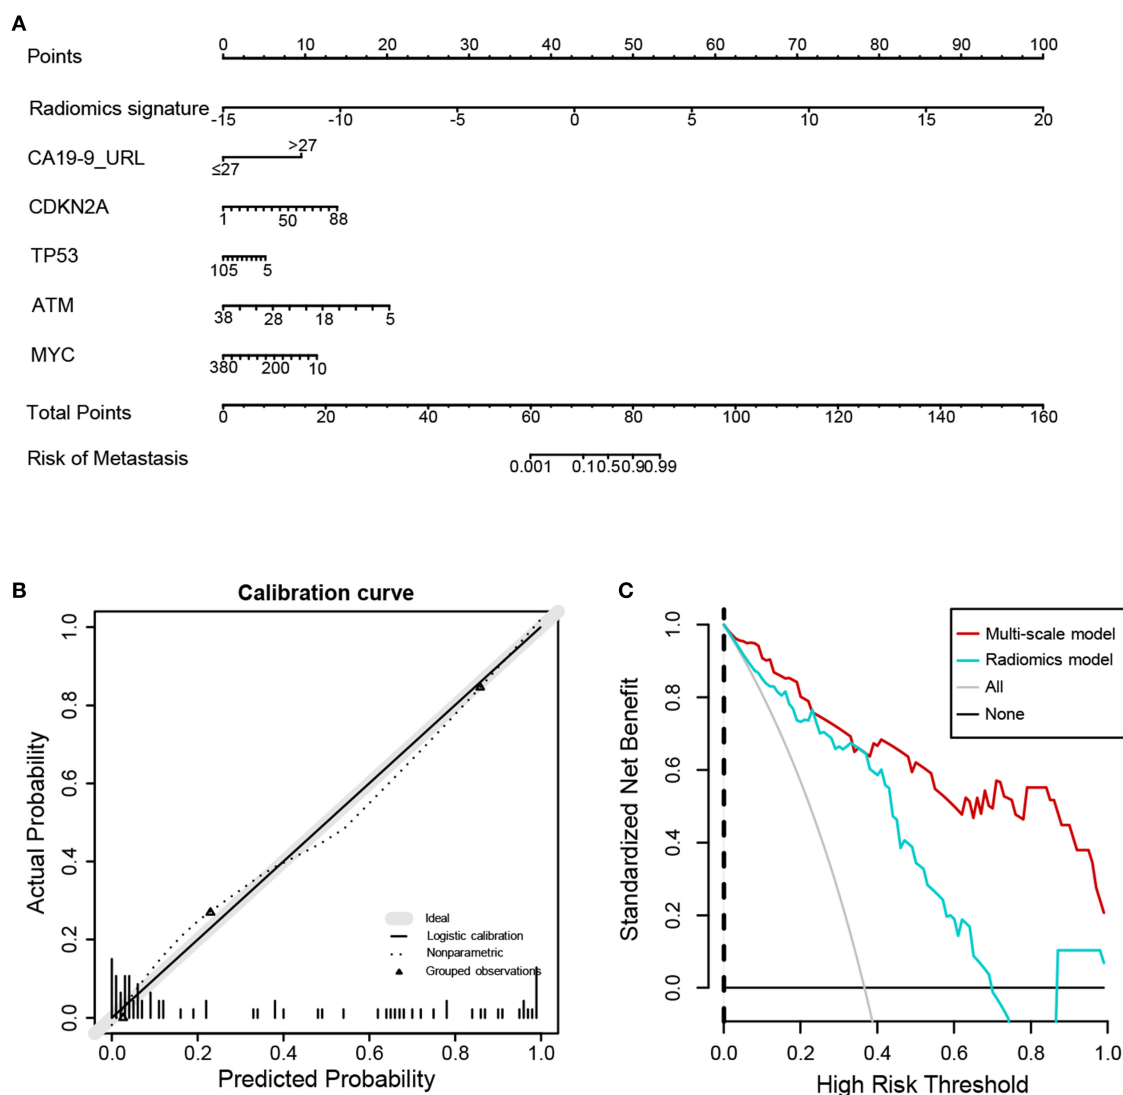 A
Points
0 10 20 30 40 50 60 70 80 90 100
Radiomics signature
-15 -10 -5 0 5 10 15 20
CA19-9_URL
>27
≤27
CDKN2A
1 50 88
TP53
105 5
ATM
38 28 18 5
MYC
380 200 10
Total Points
0 20 40 60 80 100 120 140 160
Risk of Metastasis
0.001 0.10.50.90.99
B
Calibration curve
Actual Probability
1.0
0.8
0.6
0.4
0.2
0.0
Ideal
Logistic calibration
Nonparametric
Grouped observations
0.0 0.2 0.4 0.6 0.8 1.0
Predicted Probability
C
Standardized Net Benefit
1.0
0.8
0.6
0.4
0.2
0.0
Multi-scale model
Radiomics model
All
None
0.0 0.2 0.4 0.6 0.8 1.0
High Risk Threshold